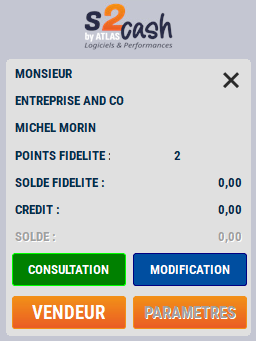 s2cash
by ATLAS
Logiciels & Performances
MONSIEUR
ENTREPRISE AND CO
MICHEL MORIN
POINTS FIDELITE : 2
SOLDE FIDELITE : 0,00
CREDIT : 0,00
SOLDE : 0,00
CONSULTATION MODIFICATION
VENDEUR PARAMETRES